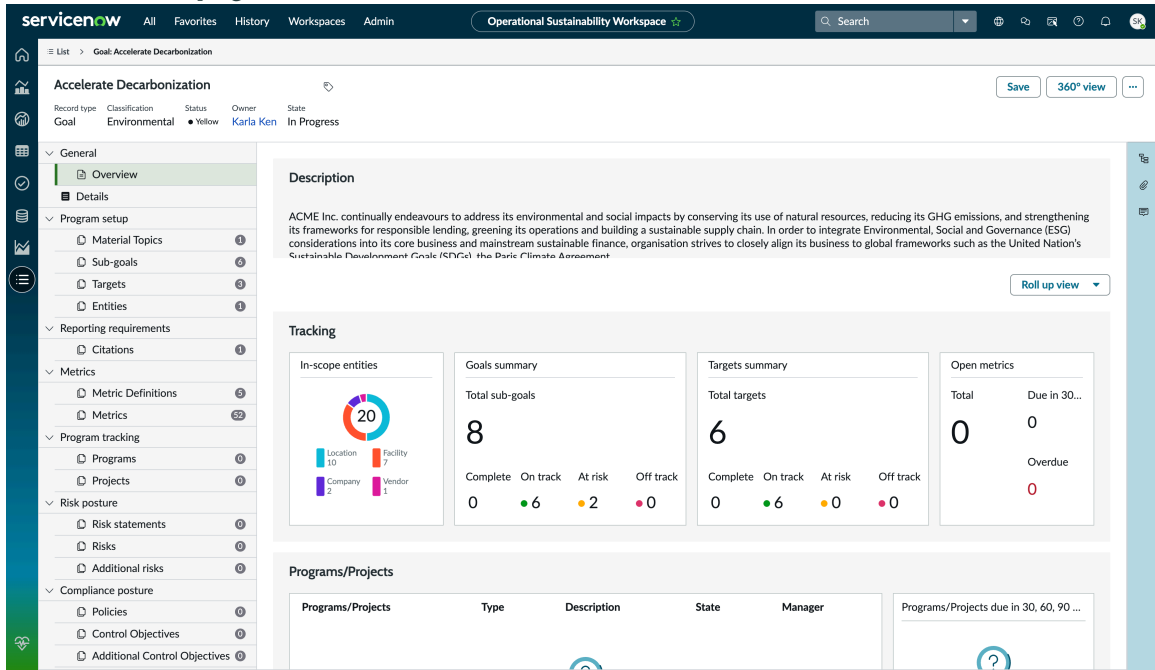 servicenow
All
Favorites
History
Workspaces
Admin
Operational Sustainability Workspace
Search
SK
List > Goal: Accelerate Decarbonization
Accelerate Decarbonization
Save
360° view
Record type
Classification
Status
Owner
State
Goal
Environmental
Yellow
Karla Ken
In Progress
General
Overview
Details
Program setup
Material Topics 1
Sub-goals 6
Targets 3
Entities 1
Reporting requirements
Citations 1
Metrics
Metric Definitions 5
Metrics 52
Program tracking
Programs 0
Projects 0
Risk posture
Risk statements 0
Risks 0
Additional risks 0
Compliance posture
Policies 0
Control Objectives 0
Additional Control Objectives 0
Description
ACME Inc. continually endeavours to address its environmental and social impacts by conserving its use of natural resources, reducing its GHG emissions, and strengthening
its frameworks for responsible lending, greening its operations and building a sustainable supply chain. In order to integrate Environmental, Social and Governance (ESG)
considerations into its core business and mainstream sustainable finance, organisation strives to closely align its business to global frameworks such as the United Nation's
Sustainable Development Goals (SDGs), the Paris Climate Agreement
Roll up view
Tracking
In-scope entities
20
Location
10
Facility
7
Company
2
Vendor
1
Goals summary
Total sub-goals
8
Complete
On track
At risk
Off track
0
6
2
0
Targets summary
Total targets
6
Complete
On track
At risk
Off track
0
6
0
0
Open metrics
Total
Due in 30...
0
0
Overdue
0
Programs/Projects
Programs/Projects
Type
Description
State
Manager
Programs/Projects due in 30, 60, 90 ...